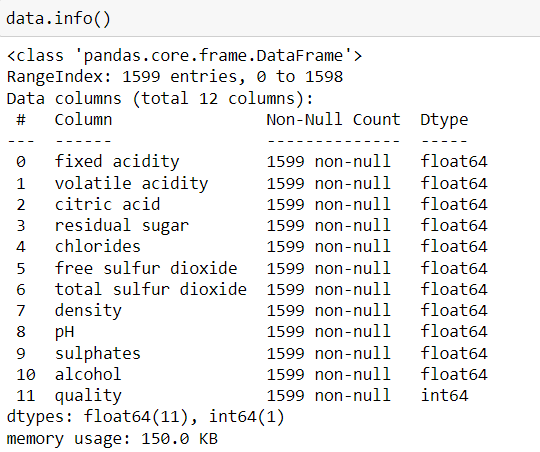 data.info()
<class 'pandas.core.frame.DataFrame'>
RangeIndex: 1599 entries, 0 to 1598
Data columns (total 12 columns):
 #   Column                Non-Null Count  Dtype
---  ------                --------------  -----
 0   fixed acidity         1599 non-null   float64
 1   volatile acidity      1599 non-null   float64
 2   citric acid           1599 non-null   float64
 3   residual sugar        1599 non-null   float64
 4   chlorides             1599 non-null   float64
 5   free sulfur dioxide   1599 non-null   float64
 6   total sulfur dioxide  1599 non-null   float64
 7   density               1599 non-null   float64
 8   pH                    1599 non-null   float64
 9   sulphates             1599 non-null   float64
 10  alcohol               1599 non-null   float64
 11  quality               1599 non-null   int64
dtypes: float64(11), int64(1)
memory usage: 150.0 KB